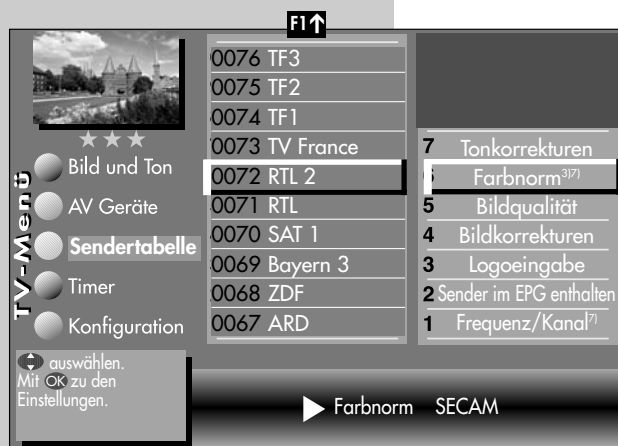 F1↑
0076 TF3
0075 TF2
0074 TF1
0073 TV France
0072 RTL 2
0071 RTL
0070 SAT 1
0069 Bayern 3
0068 ZDF
0067 ARD
TV-Menü
Bild und Ton
AV Geräte
Sendertabelle
Timer
Konfiguration
7 Tonkorrekturen
6 Farbnorm3)7)
5 Bildqualität
4 Bildkorrekturen
3 Logoeingabe
2 Sender im EPG enthalten
1 Frequenz/Kanal7)
auswählen.
Mit OK zu den
Einstellungen.
Farbnorm SECAM